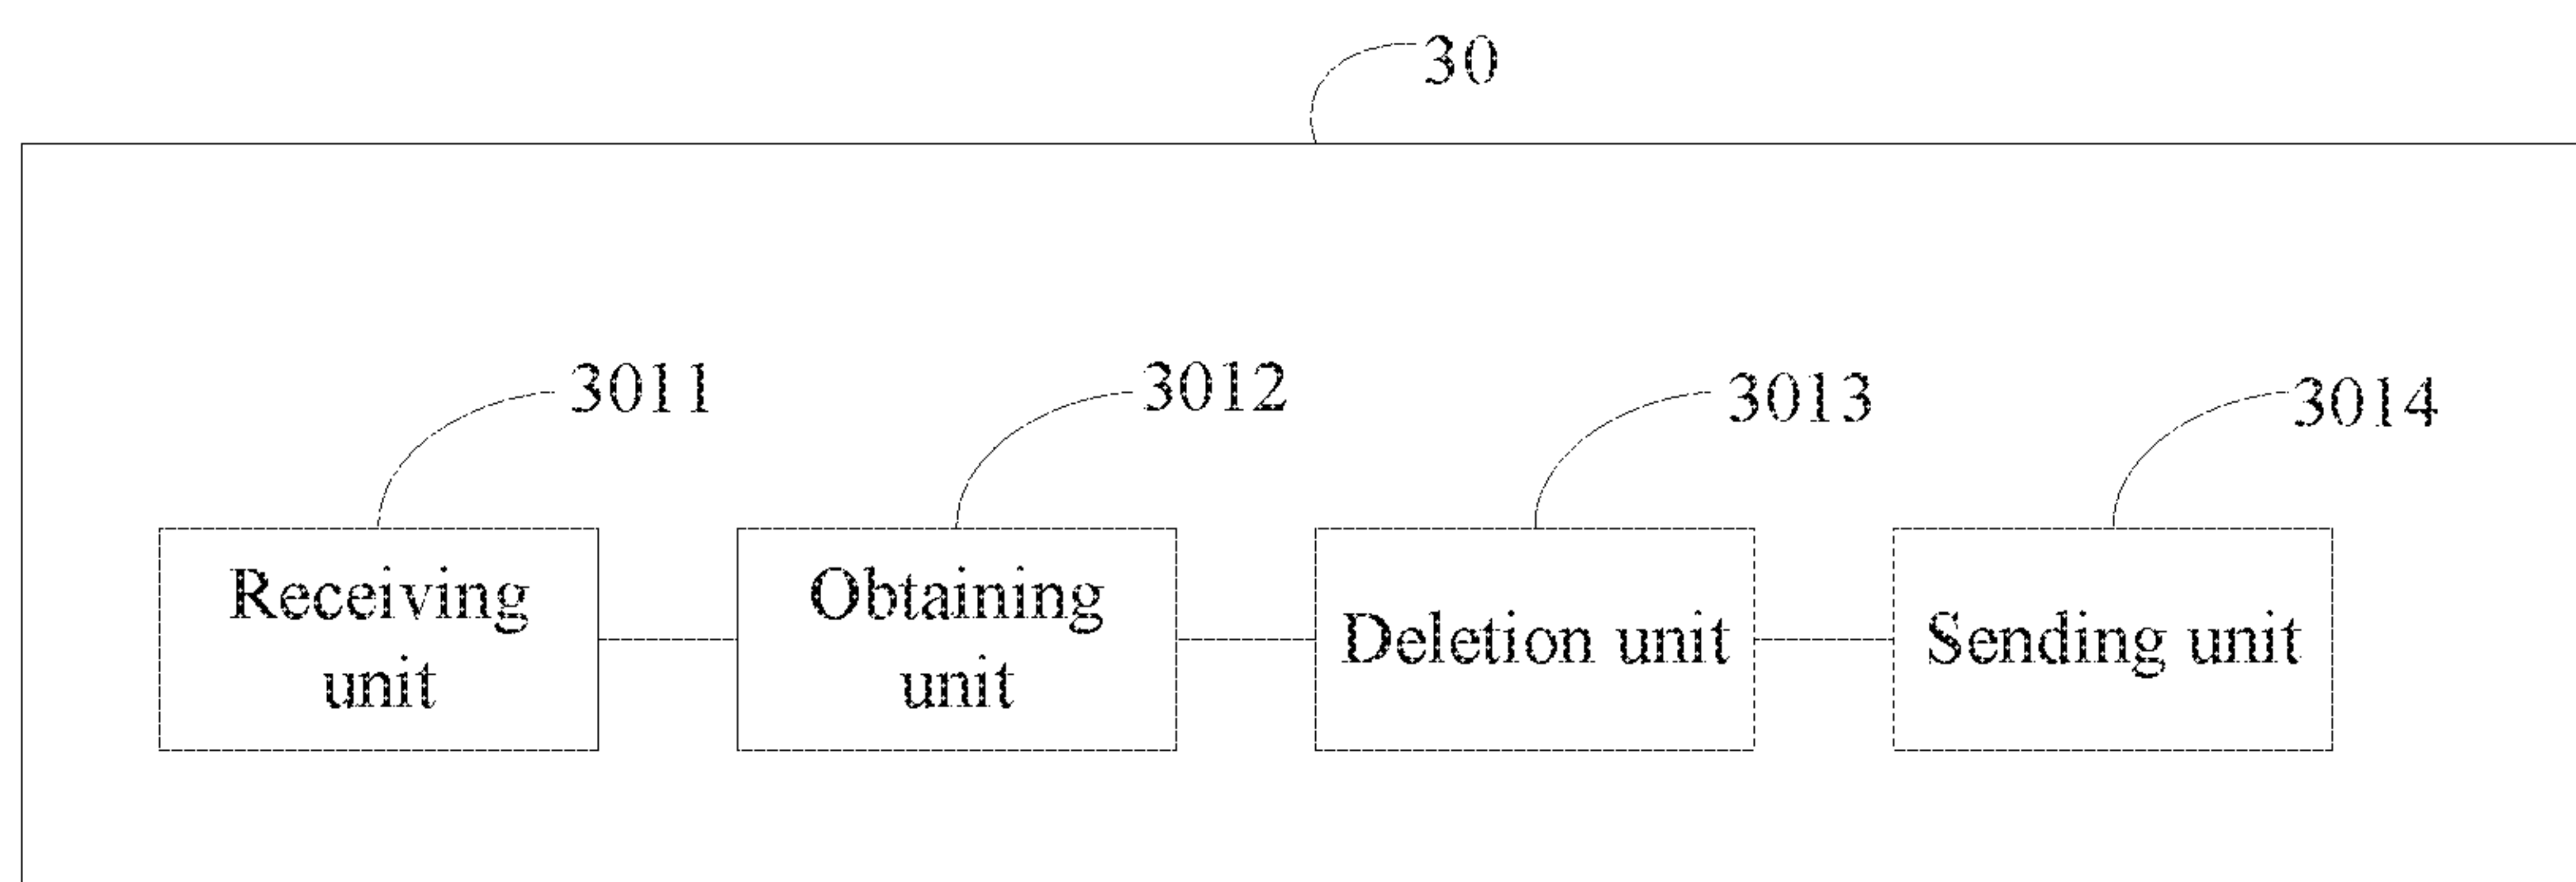 30
3011
3012
3013
3014
Receiving
unit
Obtaining
unit
Deletion unit
Sending unit